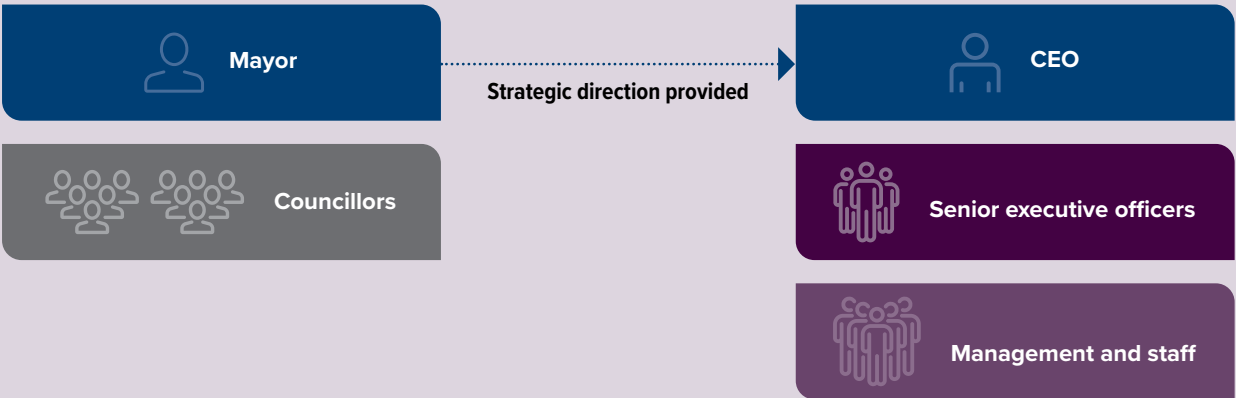 Mayor
CEO
Strategic direction provided
Councillors
Senior executive officers
Management and staff